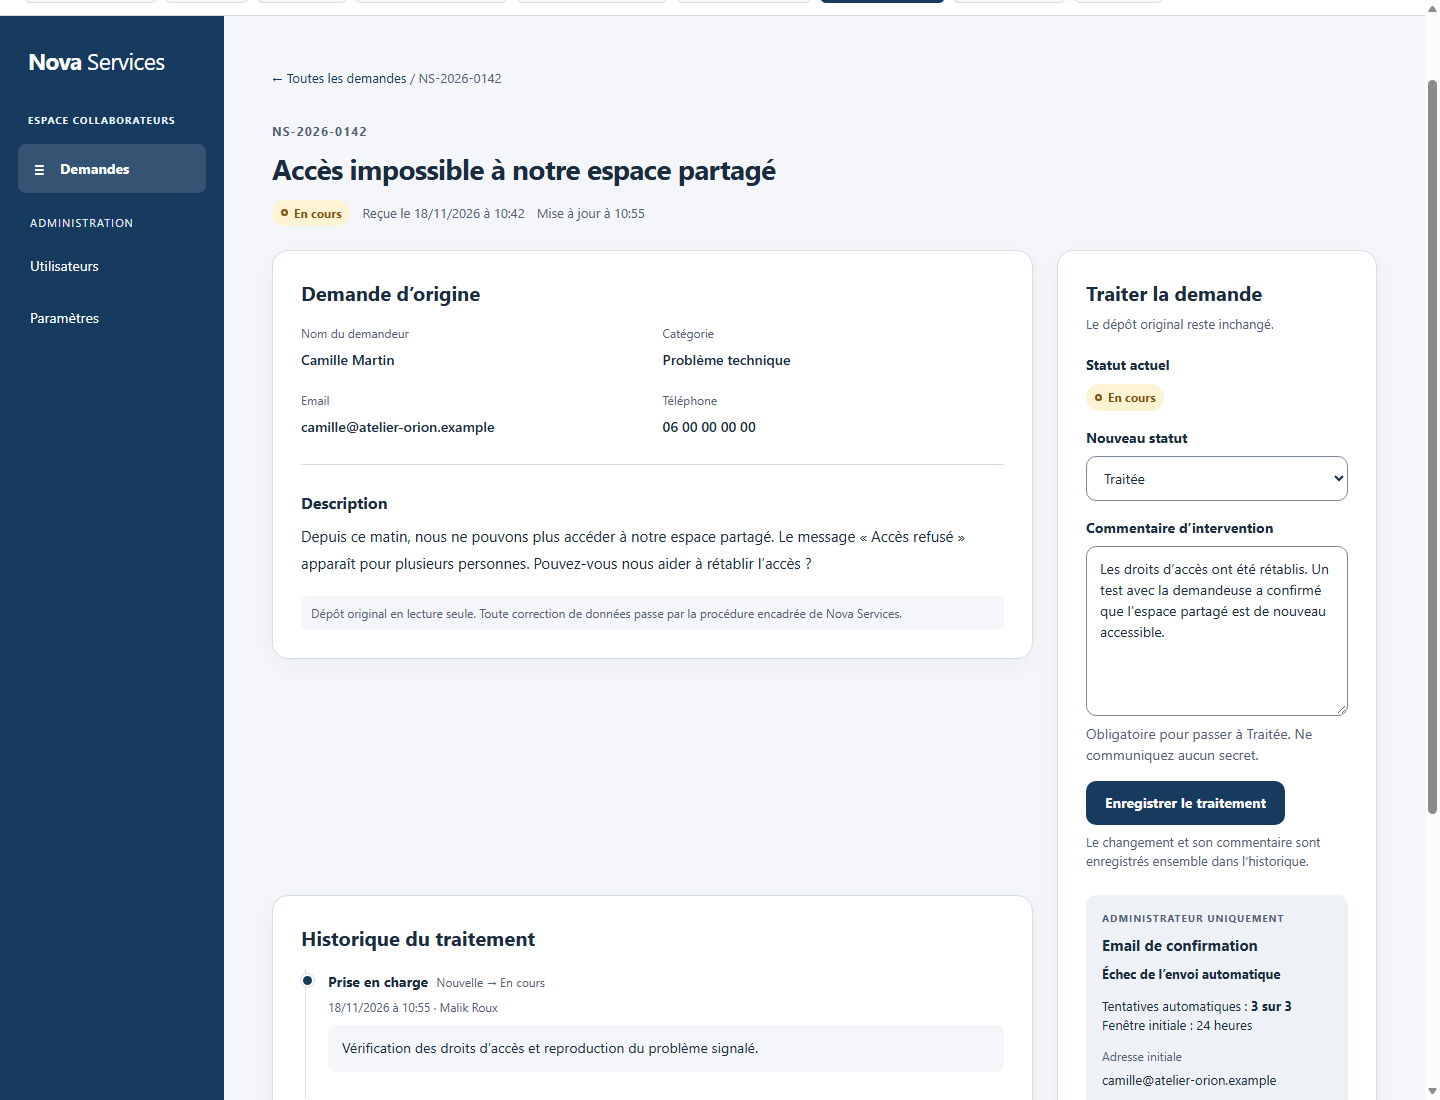 Nova Services
ESPACE COLLABORATEURS
Demandes
ADMINISTRATION
Utilisateurs
Paramètres
← Toutes les demandes / NS-2026-0142
NS-2026-0142
Accès impossible à notre espace partagé
En cours Reçue le 18/11/2026 à 10:42 Mise à jour à 10:55
Demande d’origine
Nom du demandeur
Camille Martin
Catégorie
Problème technique
Email
camille@atelier-orion.example
Téléphone
06 00 00 00 00
Description
Depuis ce matin, nous ne pouvons plus accéder à notre espace partagé. Le message « Accès refusé »
apparaît pour plusieurs personnes. Pouvez-vous nous aider à rétablir l’accès ?
Dépôt original en lecture seule. Toute correction de données passe par la procédure encadrée de Nova Services.
Traiter la demande
Le dépôt original reste inchangé.
Statut actuel
En cours
Nouveau statut
Traitée
Commentaire d’intervention
Les droits d’accès ont été rétablis. Un
test avec la demandeuse a confirmé
que l’espace partagé est de nouveau
accessible.
Obligatoire pour passer à Traitée. Ne
communiquez aucun secret.
Enregistrer le traitement
Le changement et son commentaire sont
enregistrés ensemble dans l’historique.
ADMINISTRATEUR UNIQUEMENT
Email de confirmation
Échec de l’envoi automatique
Tentatives automatiques : 3 sur 3
Fenêtre initiale : 24 heures
Adresse initiale
camille@atelier-orion.example
Historique du traitement
Prise en charge Nouvelle → En cours
18/11/2026 à 10:55 · Malik Roux
Vérification des droits d’accès et reproduction du problème signalé.